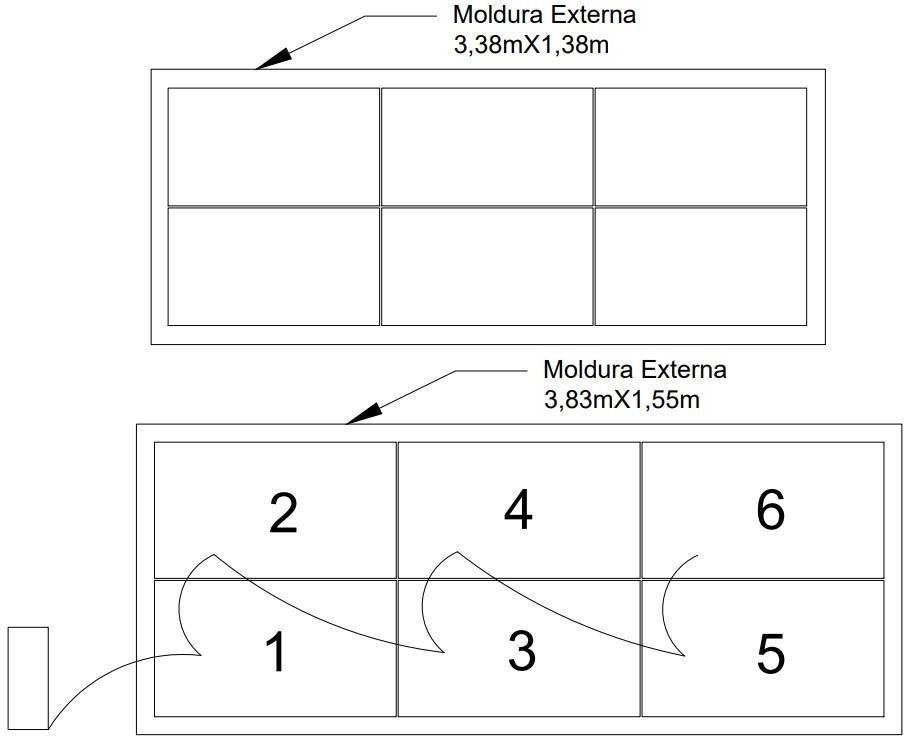 Moldura Externa
3,38mX1,38m
Moldura Externa
3,83mX1,55m
2 4 6
1 3 5